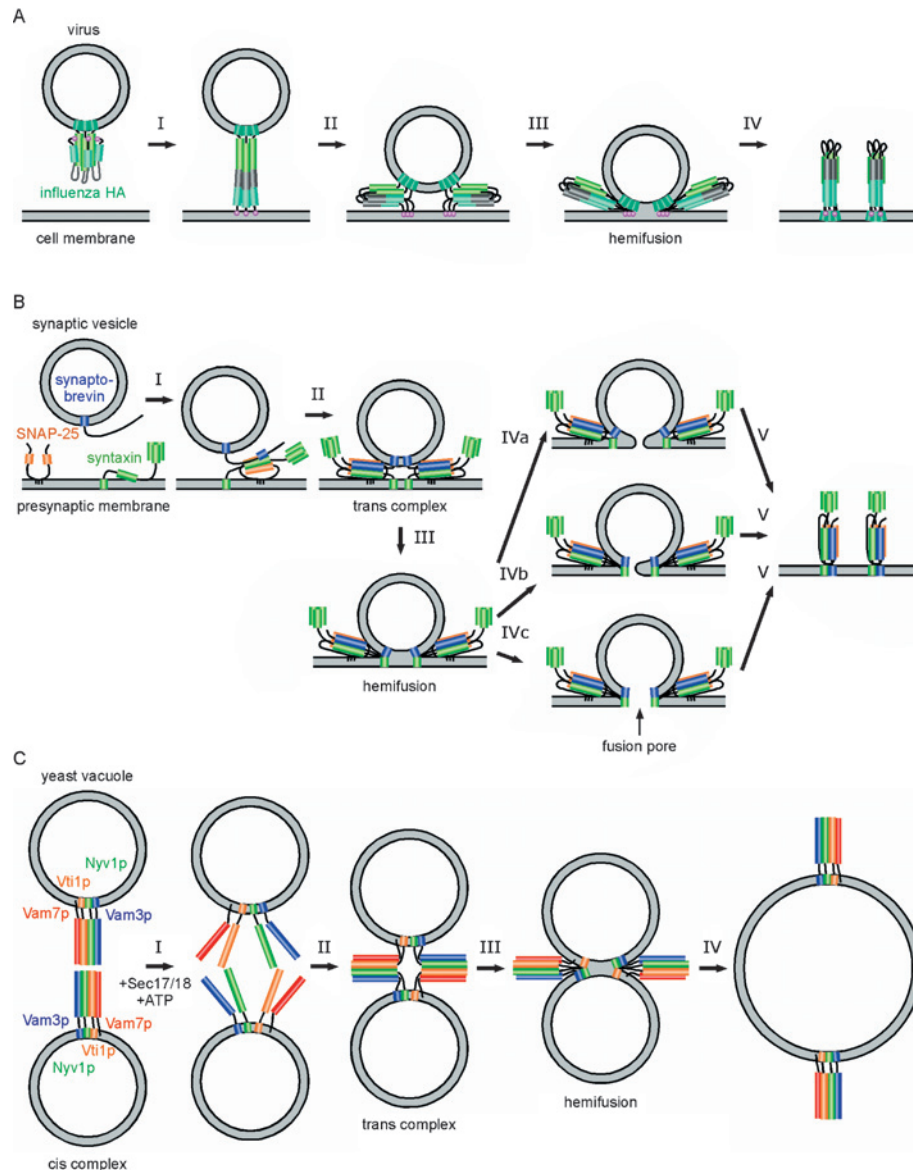 A
virus
I
II
III
IV
influenza HA
cell membrane
hemifusion
B
synaptic vesicle
synapto-
brevin
I
II
SNAP-25
syntaxin
presynaptic membrane
trans complex
III
IVa
IVb
IVc
V
V
V
hemifusion
fusion pore
C
yeast vacuole
Nyv1p
Vti1p
Vam7p
Vam3p
I
+Sec17/18
+ATP
II
III
IV
Vam3p
Vam7p
Vti1p
Nyv1p
trans complex
hemifusion
cis complex